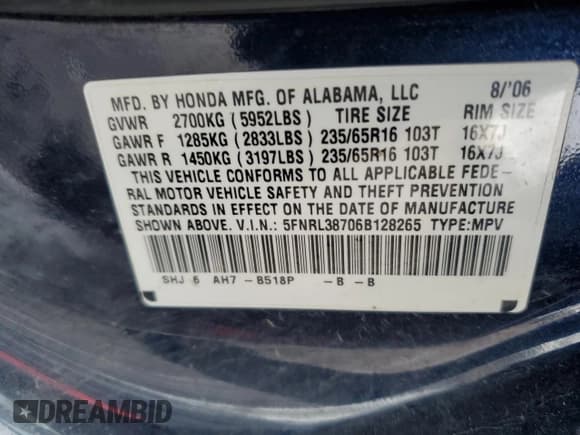 MFD. BY HONDA MFG. OF ALABAMA, LLC 8/'06
GVWR 2700KG (5952LBS) TIRE SIZE RIM SIZE
GAWR F 1285KG (2833LBS) 235/65R16 103T 16X7J
GAWR R 1450KG (3197LBS) 235/65R16 103T 16X7J
THIS VEHICLE CONFORMS TO ALL APPLICABLE FEDE-
RAL MOTOR VEHICLE SAFETY AND THEFT PREVENTION
STANDARDS IN EFFECT ON THE DATE OF MANUFACTURE
SHOWN ABOVE. V.I.N.: 5FNRL38706B128265 TYPE:MPV
SHJ 6 AH7 -B518P -B -B
DREAMBID